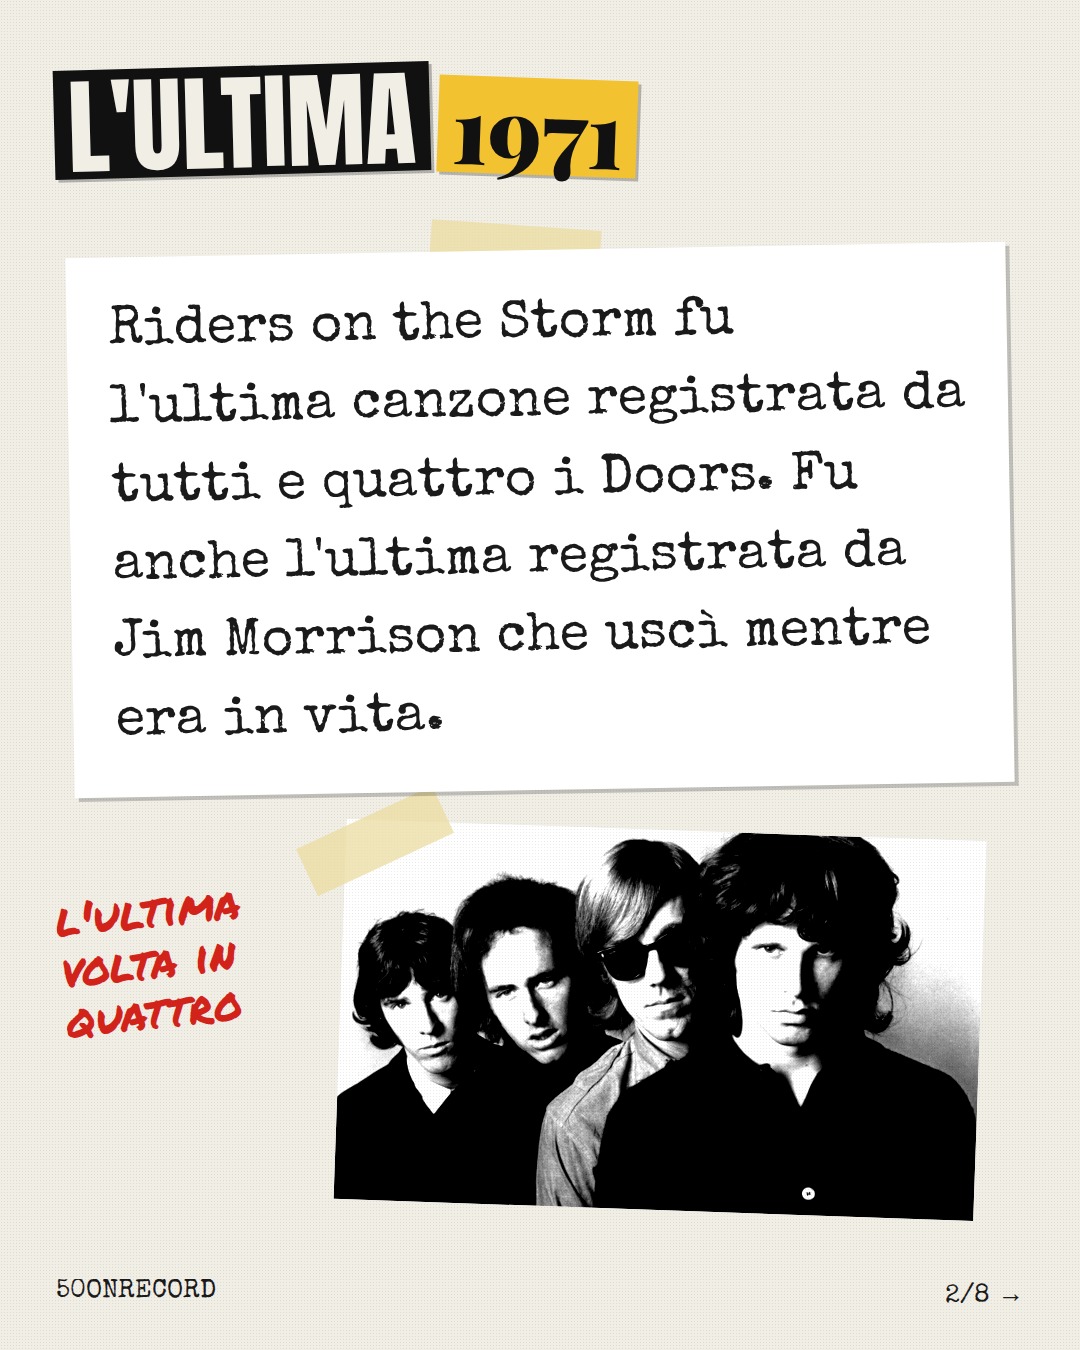 L'ULTIMA 1971
Riders on the Storm fu
l'ultima canzone registrata da
tutti e quattro i Doors. Fu
anche l'ultima registrata da
Jim Morrison che uscì mentre
era in vita.
L'ULTIMA
VOLTA IN
QUATTRO
50ONRECORD
2/8 →